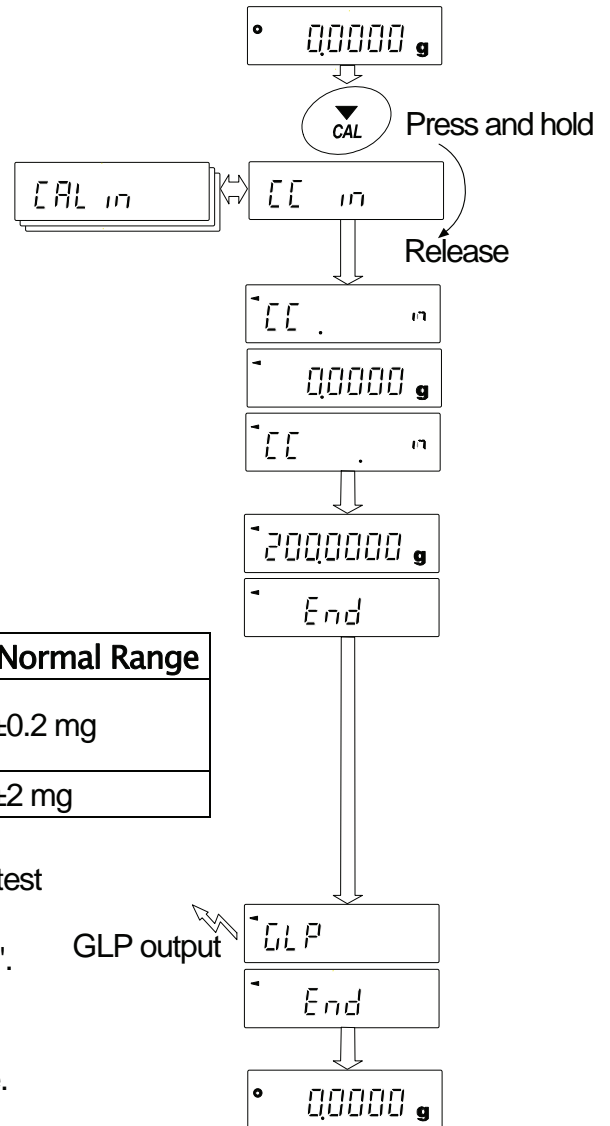 0.0000 g
CAL
Press and hold
CAL in
CC in
Release
CC . in
0.0000 g
CC . in
200.0000 g
End
Normal Range
±0.2 mg
±2 mg
test
GLP output
GLP
".
End
.
0.0000 g